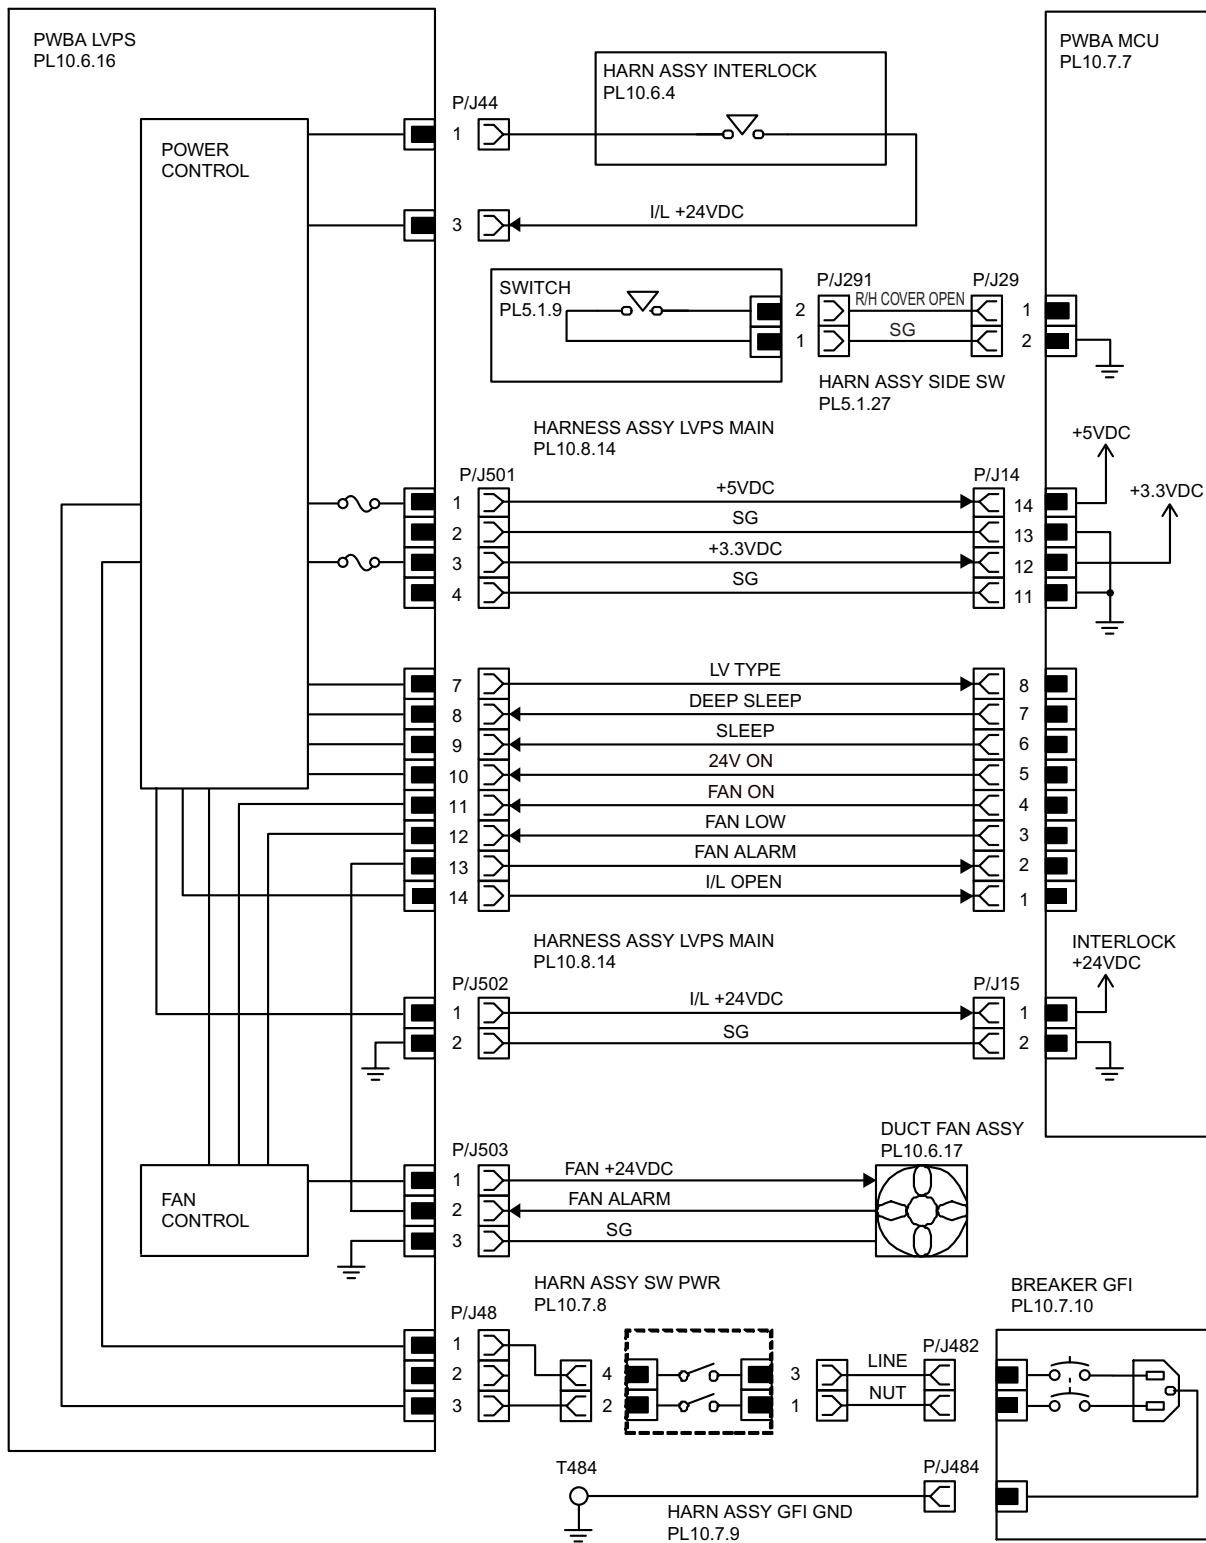 PWBA LVPS
PL10.6.16
PWBA MCU
PL10.7.7
HARN ASSY INTERLOCK
PL10.6.4
P/J44
1
POWER
CONTROL
3
I/L +24VDC
SWITCH
PL5.1.9
P/J291
P/J29
2
R/H COVER OPEN
1
1
SG
2
HARN ASSY SIDE SW
PL5.1.27
HARNESS ASSY LVPS MAIN
PL10.8.14
+5VDC
P/J501
P/J14
+3.3VDC
1
+5VDC
14
2
SG
13
3
+3.3VDC
12
4
SG
11
7
LV TYPE
8
8
DEEP SLEEP
7
9
SLEEP
6
10
24V ON
5
11
FAN ON
4
12
FAN LOW
3
13
FAN ALARM
2
14
I/L OPEN
1
HARNESS ASSY LVPS MAIN
PL10.8.14
INTERLOCK
+24VDC
P/J502
P/J15
1
I/L +24VDC
1
2
SG
2
DUCT FAN ASSY
PL10.6.17
P/J503
1
FAN +24VDC
FAN
CONTROL
2
FAN ALARM
3
SG
HARN ASSY SW PWR
PL10.7.8
BREAKER GFI
PL10.7.10
P/J48
P/J482
1
2
3
4
2
3
1
LINE
NUT
T484
P/J484
HARN ASSY GFI GND
PL10.7.9